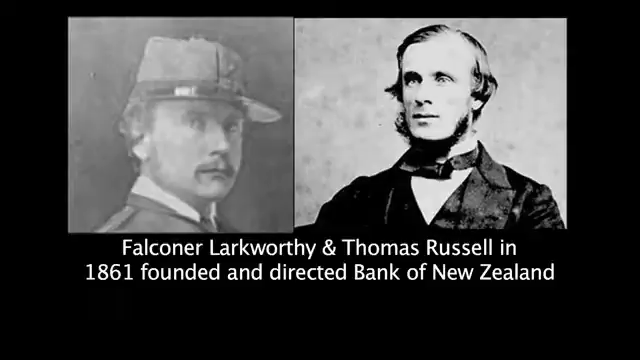 Falconer Larkworthy & Thomas Russell in
1861 founded and directed Bank of New Zealand